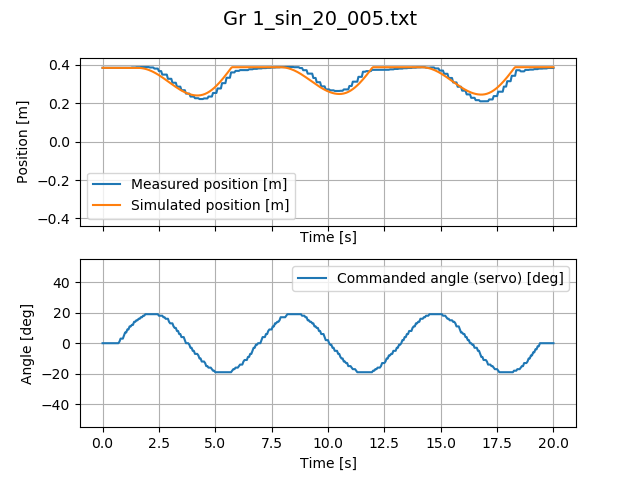 Gr 1_sin_20_005.txt
0.4
0.2
0.0
−0.2
−0.4
Position [m]
Measured position [m]
Simulated position [m]
Time [s]
40
20
0
−20
−40
Angle [deg]
Commanded angle (servo) [deg]
0.0 2.5 5.0 7.5 10.0 12.5 15.0 17.5 20.0
Time [s]